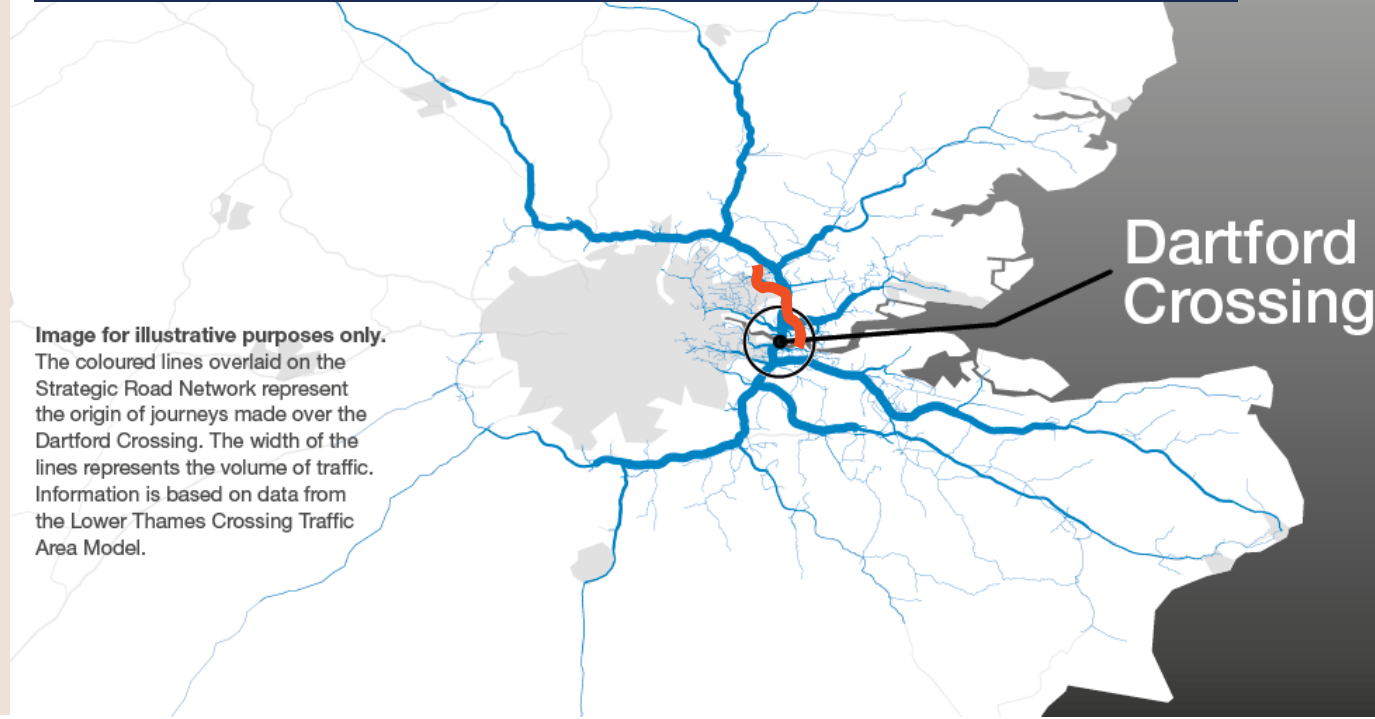 Dartford
Crossing
Image for illustrative purposes only.
The coloured lines overlaid on the
Strategic Road Network represent
the origin of journeys made over the
Dartford Crossing. The width of the
lines represents the volume of traffic.
Information is based on data from
the Lower Thames Crossing Traffic
Area Model.